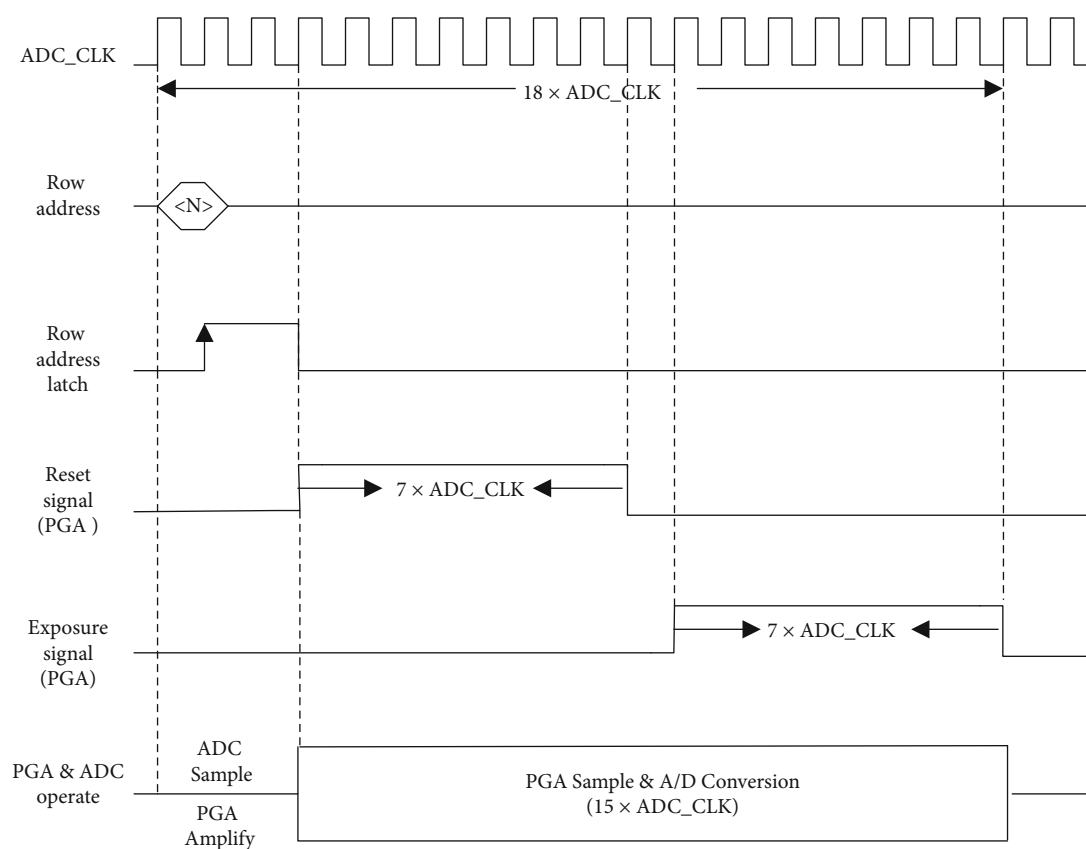 ADC_CLK
18 × ADC_CLK
Row
address
<N>
Row
address
latch
Reset
signal
(PGA )
7 × ADC_CLK
Exposure
signal
(PGA)
7 × ADC_CLK
PGA & ADC
operate
ADC
Sample
PGA
Amplify
PGA Sample & A/D Conversion
(15 × ADC_CLK)